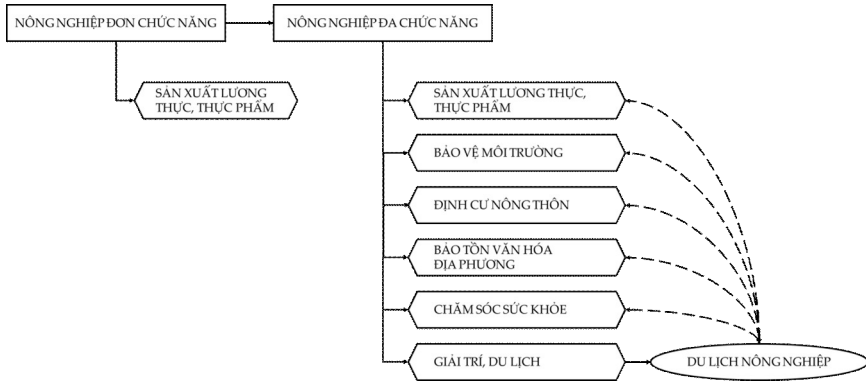 NÔNG NGHIỆP ĐƠN CHỨC NĂNG
NÔNG NGHIỆP ĐA CHỨC NĂNG
SẢN XUẤT LƯƠNG
THỰC, THỰC PHẨM
SẢN XUẤT LƯƠNG THỰC,
THỰC PHẨM
BẢO VỆ MÔI TRƯỜNG
ĐỊNH CƯ NÔNG THÔN
BẢO TỒN VĂN HÓA
ĐỊA PHƯƠNG
CHĂM SÓC SỨC KHỎE
GIẢI TRÍ, DU LỊCH
DU LỊCH NÔNG NGHIỆP